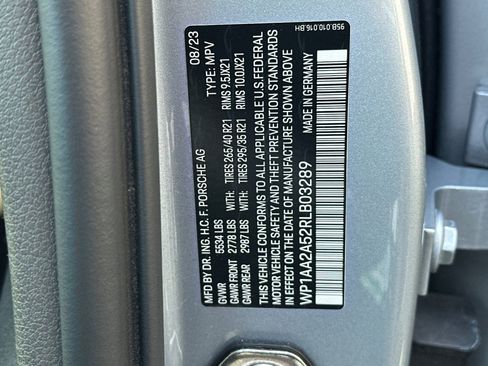 95B.010.016.BH
MFD BY DR. ING. H.C. F. PORSCHE AG 08/23
GVWR 5534 LBS TYPE: MPV
GAWR FRONT 2778 LBS WITH: TIRES 265/40 R21 RIMS 9.5JX21
GAWR REAR 2987 LBS WITH: TIRES 295/35 R21 RIMS 10.0JX21
THIS VEHICLE CONFORMS TO ALL APPLICABLE U.S.FEDERAL
MOTOR VEHICLE SAFETY AND THEFT PREVENTION STANDARDS
IN EFFECT ON THE DATE OF MANUFACTURE SHOWN ABOVE
WP1AA2A52RLB03289 MADE IN GERMANY